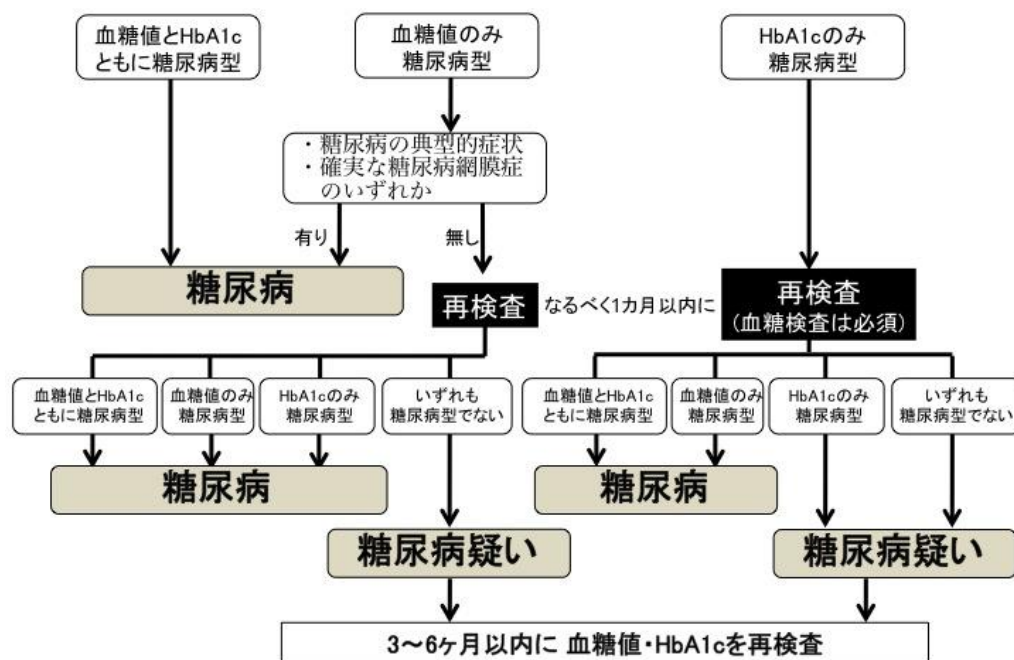 血糖値とHbA1c
ともに糖尿病型
血糖値のみ
糖尿病型
HbA1cのみ
糖尿病型
・糖尿病の典型的症状
・確実な糖尿病網膜症
のいずれか
有り
無し
糖尿病
再検査
なるべく1カ月以内に
再検査
(血糖検査は必須)
血糖値とHbA1c
ともに糖尿病型
血糖値のみ
糖尿病型
HbA1cのみ
糖尿病型
いずれも
糖尿病型でない
血糖値とHbA1c
ともに糖尿病型
血糖値のみ
糖尿病型
HbA1cのみ
糖尿病型
いずれも
糖尿病型でない
糖尿病
糖尿病
糖尿病疑い
糖尿病疑い
3～6ヶ月以内に 血糖値・HbA1cを再検査